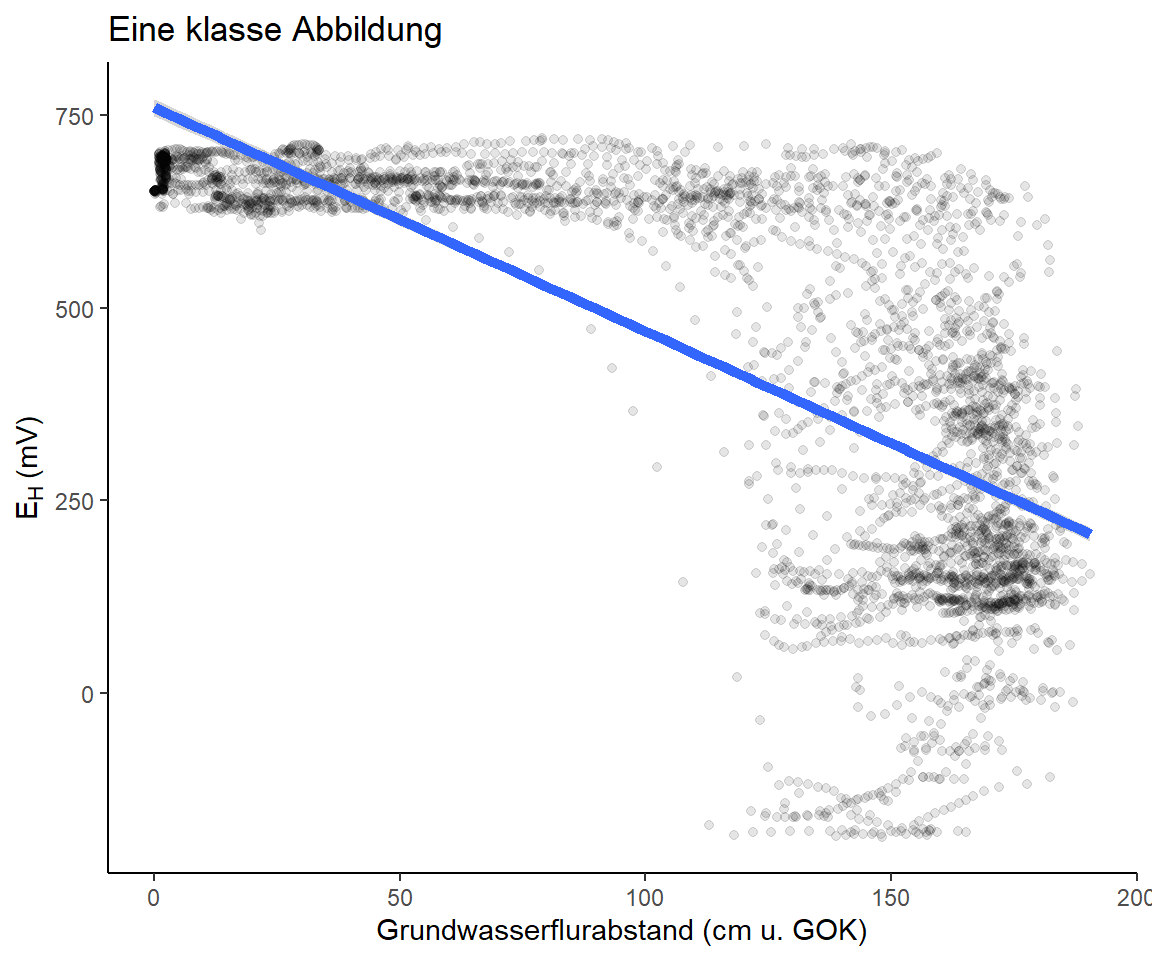 Eine klasse Abbildung
750
500
250
0
E_H (mV)
0 50 100 150 200
Grundwasserflurabstand (cm u. GOK)